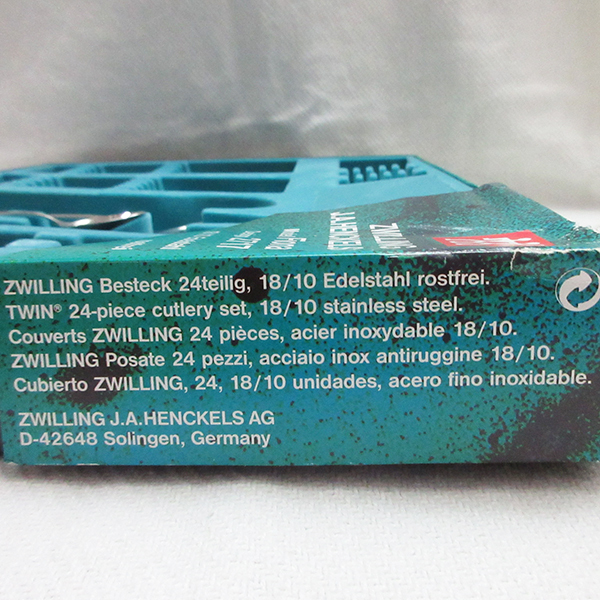 ZWILLING
J.A. HENCKELS
ZWILLING Besteck 24teilig, 18/10 Edelstahl rostfrei.
TWIN® 24-piece cutlery set, 18/10 stainless steel.
Couverts ZWILLING 24 pièces, acier inoxydable 18/10.
ZWILLING Posate 24 pezzi, acciaio inox antiruggine 18/10.
Cubierto ZWILLING, 24, 18/10 unidades, acero fino inoxidable.
ZWILLING J.A.HENCKELS AG
D-42648 Solingen, Germany